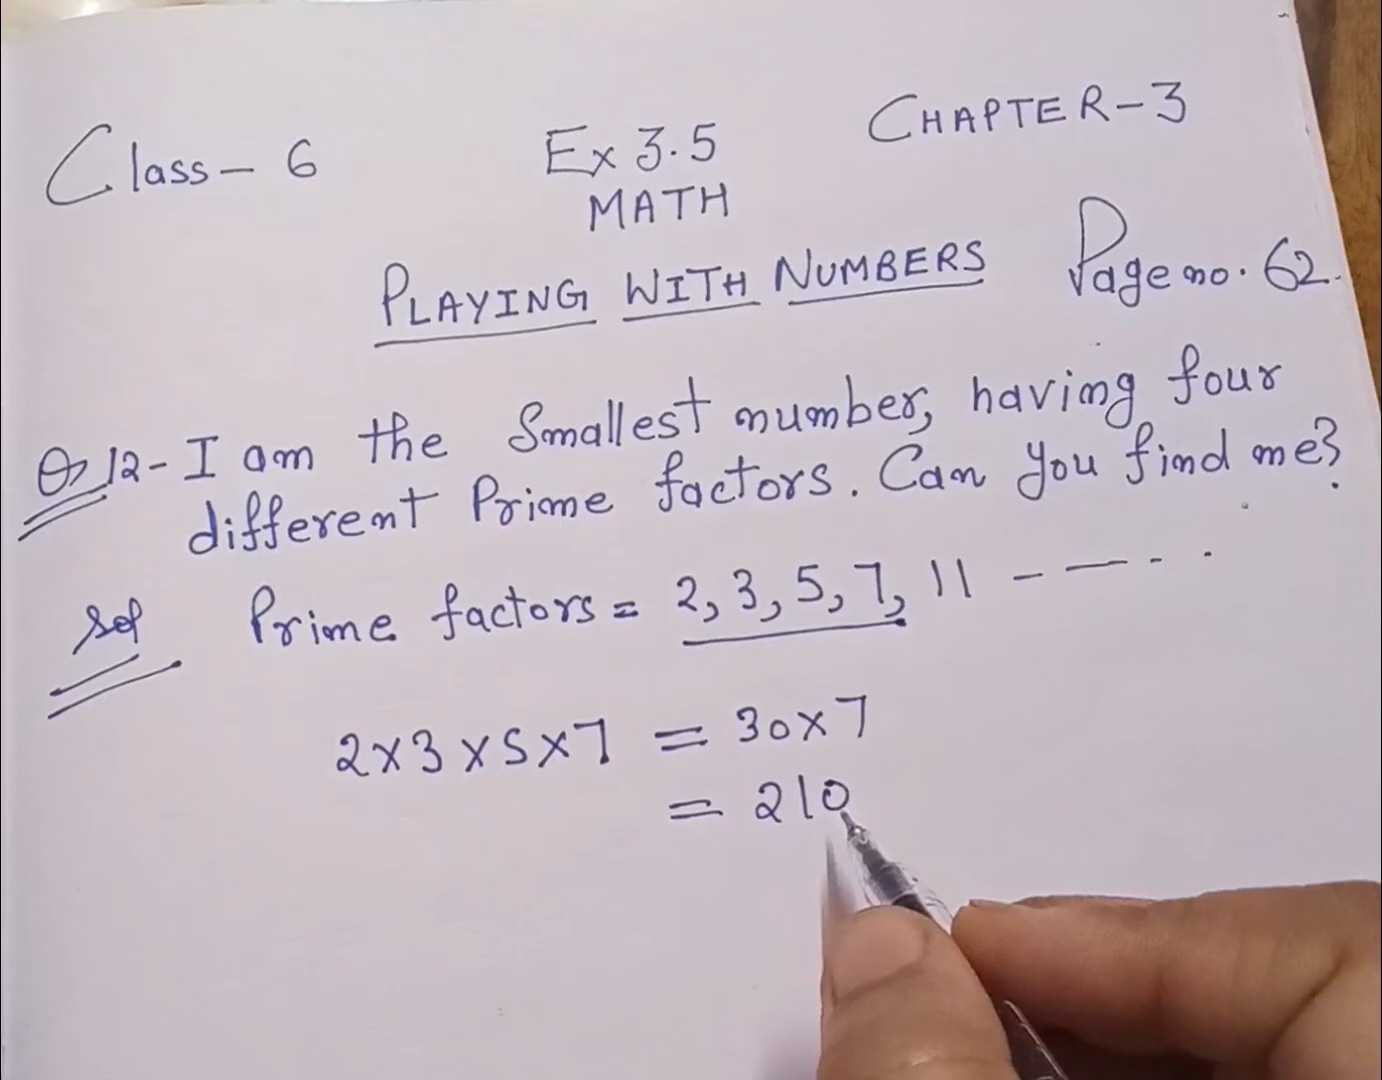 Class - 6 Ex 3.5 CHAPTER-3
MATH
PLAYING WITH NUMBERS Page no. 62
Q 12- I am the Smallest number, having four
different Prime factors. Can you find me?
Sol Prime factors = 2, 3, 5, 7, 11 - - - - -
2 x 3 x 5 x 7 = 30 x 7
= 210